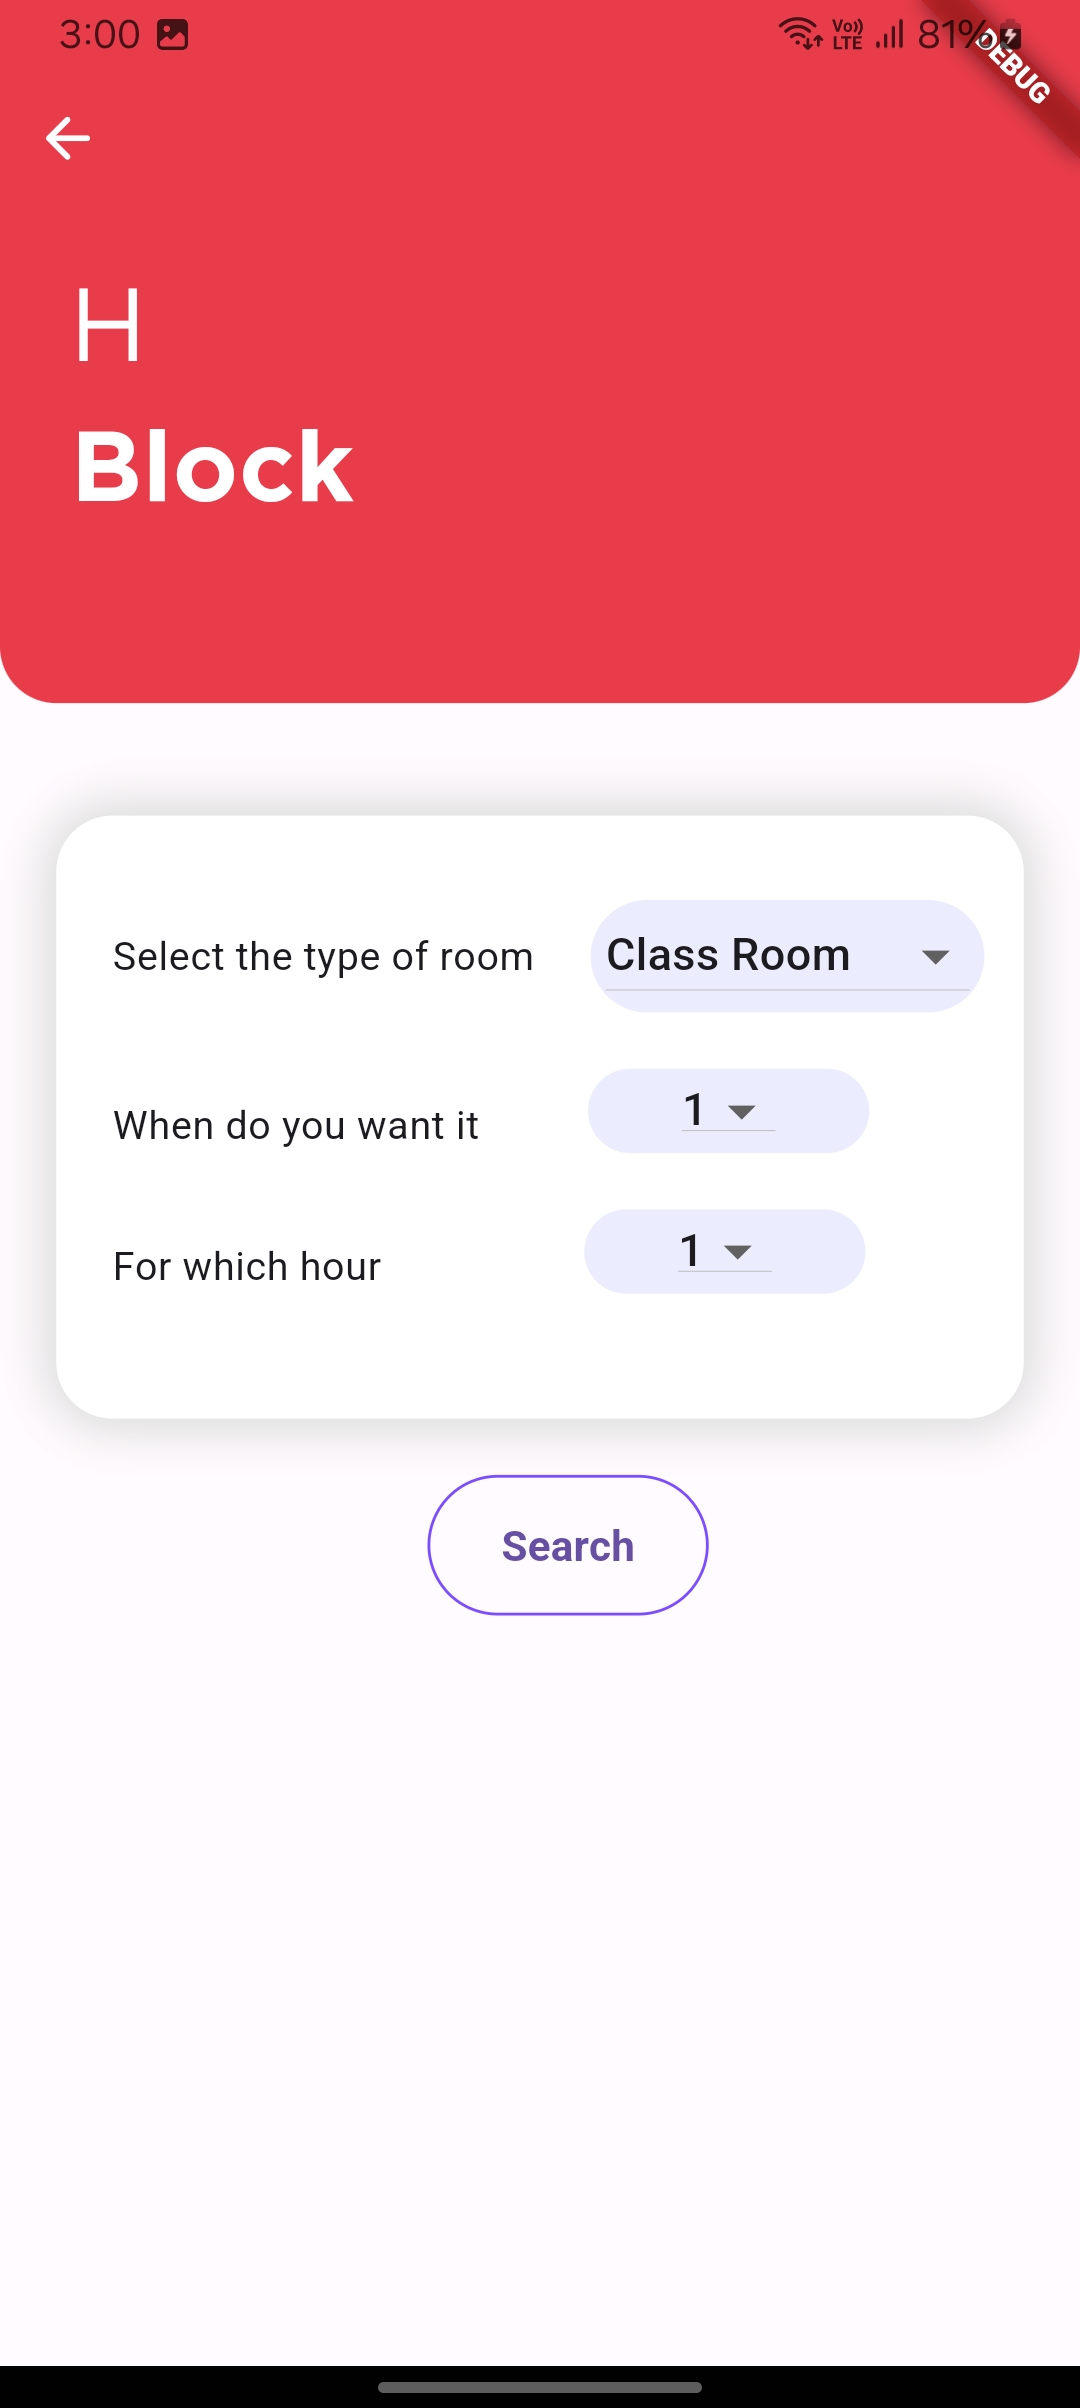 3:00 Vo)) LTE 81%
DEBUG
H
Block
Select the type of room Class Room
When do you want it 1
For which hour 1
Search